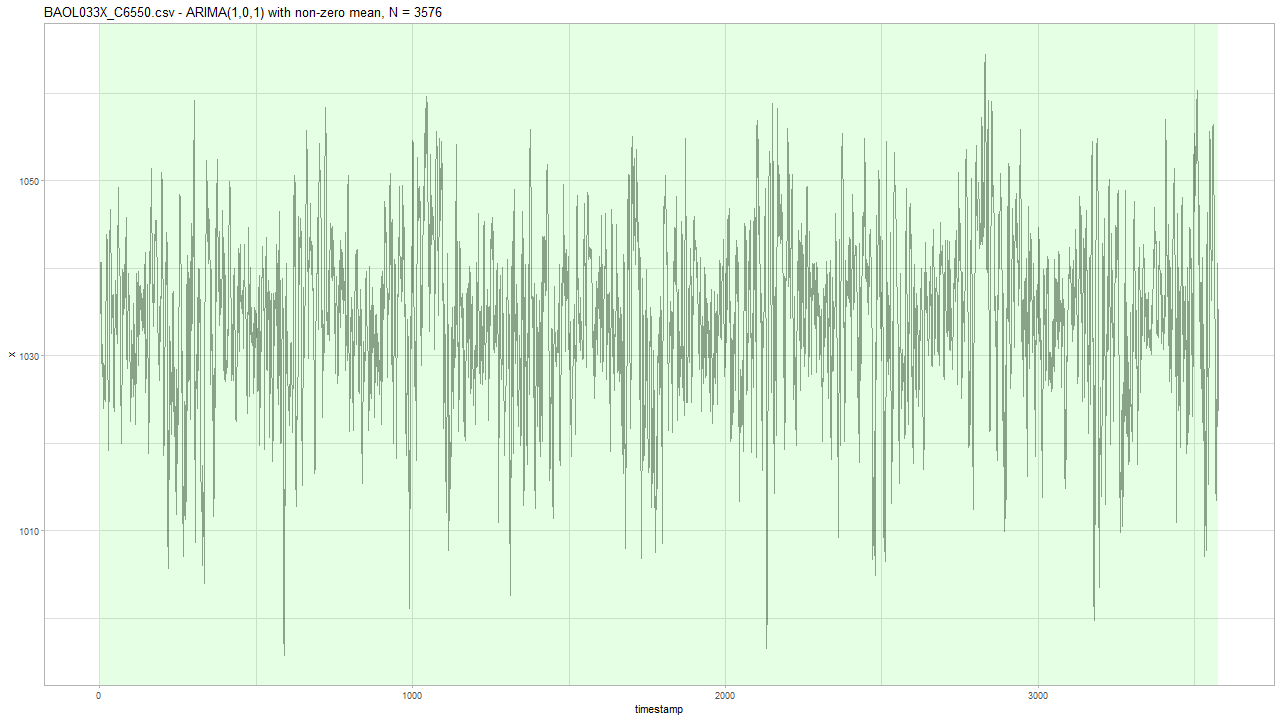 BAOL033X_C6550.csv - ARIMA(1,0,1) with non-zero mean, N = 3576
1050
1030
1010
x
0
1000
2000
3000
timestamp